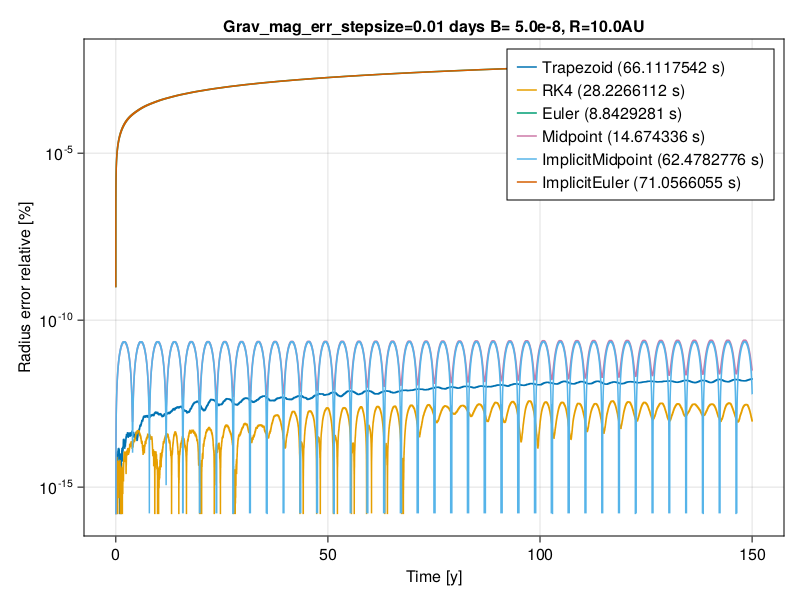 Grav_mag_err_stepsize=0.01 days B= 5.0e-8, R=10.0AU
Trapezoid (66.1117542 s)
RK4 (28.2266112 s)
Euler (8.8429281 s)
Midpoint (14.674336 s)
ImplicitMidpoint (62.4782776 s)
ImplicitEuler (71.0566055 s)
Radius error relative [%]
10⁻⁵
10⁻¹⁰
10⁻¹⁵
0 50 100 150
Time [y]